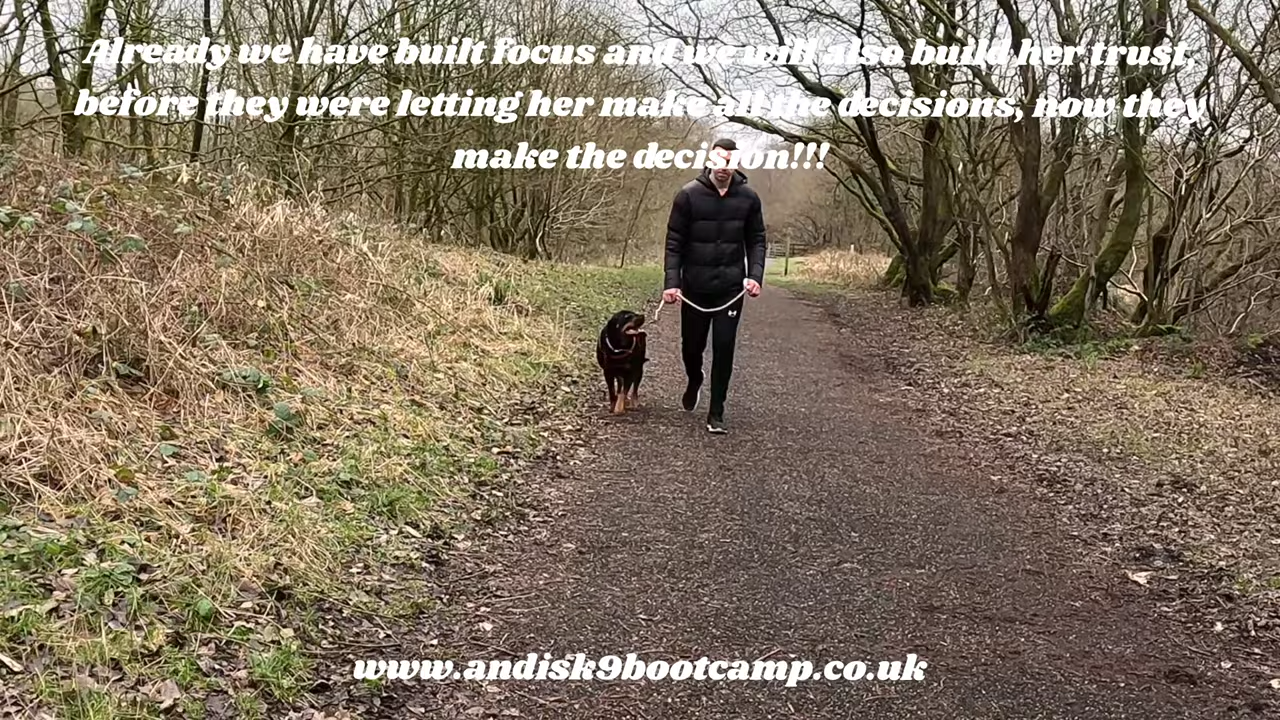 Already we have built focus and we will also build her trust,
before they were letting her make all the decisions, now they
make the decision!!!
www.andisk9bootcamp.co.uk